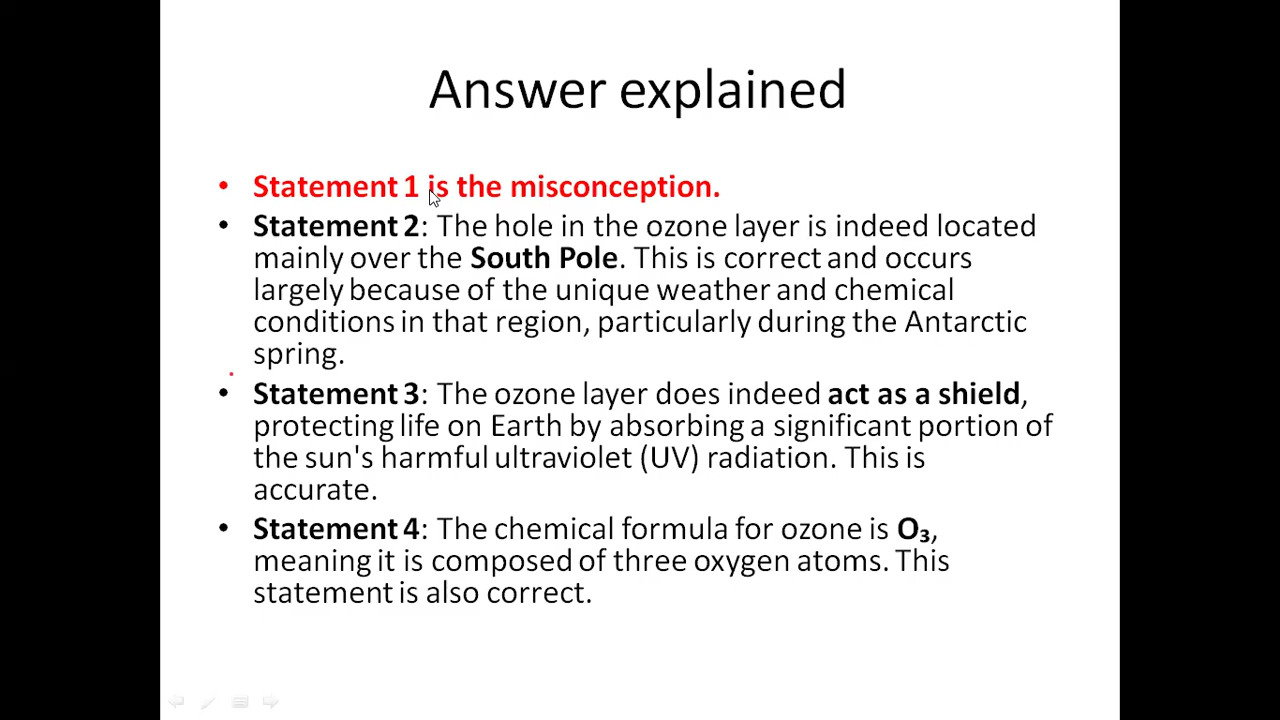 Answer explained
• Statement 1 is the misconception.
• Statement 2: The hole in the ozone layer is indeed located
mainly over the South Pole. This is correct and occurs
largely because of the unique weather and chemical
conditions in that region, particularly during the Antarctic
spring.
• Statement 3: The ozone layer does indeed act as a shield,
protecting life on Earth by absorbing a significant portion of
the sun's harmful ultraviolet (UV) radiation. This is
accurate.
• Statement 4: The chemical formula for ozone is O₃,
meaning it is composed of three oxygen atoms. This
statement is also correct.